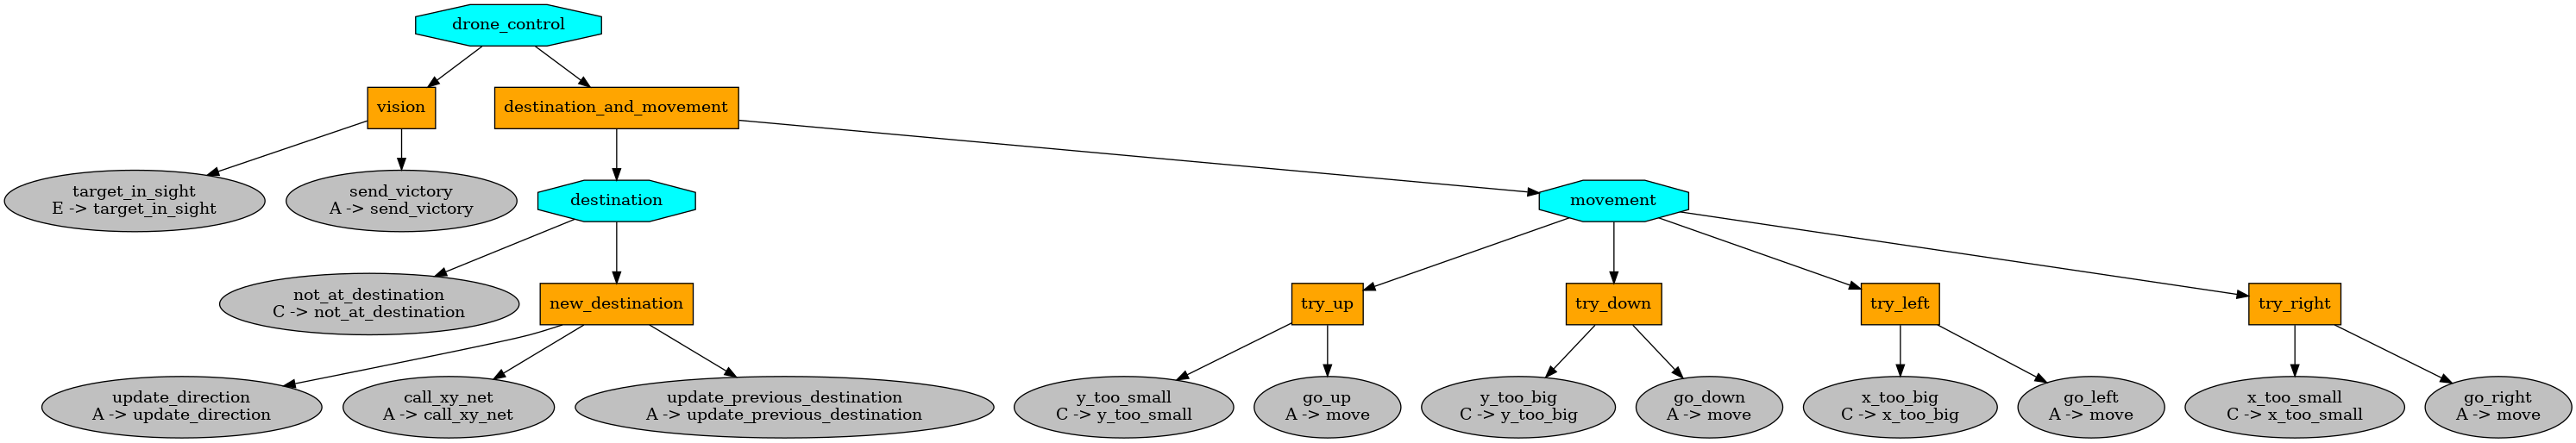 drone_control
vision
destination_and_movement
target_in_sight
E -> target_in_sight
send_victory
A -> send_victory
destination
movement
not_at_destination
C -> not_at_destination
new_destination
try_up
try_down
try_left
try_right
update_direction
A -> update_direction
call_xy_net
A -> call_xy_net
update_previous_destination
A -> update_previous_destination
y_too_small
C -> y_too_small
go_up
A -> move
y_too_big
C -> y_too_big
go_down
A -> move
x_too_big
C -> x_too_big
go_left
A -> move
x_too_small
C -> x_too_small
go_right
A -> move